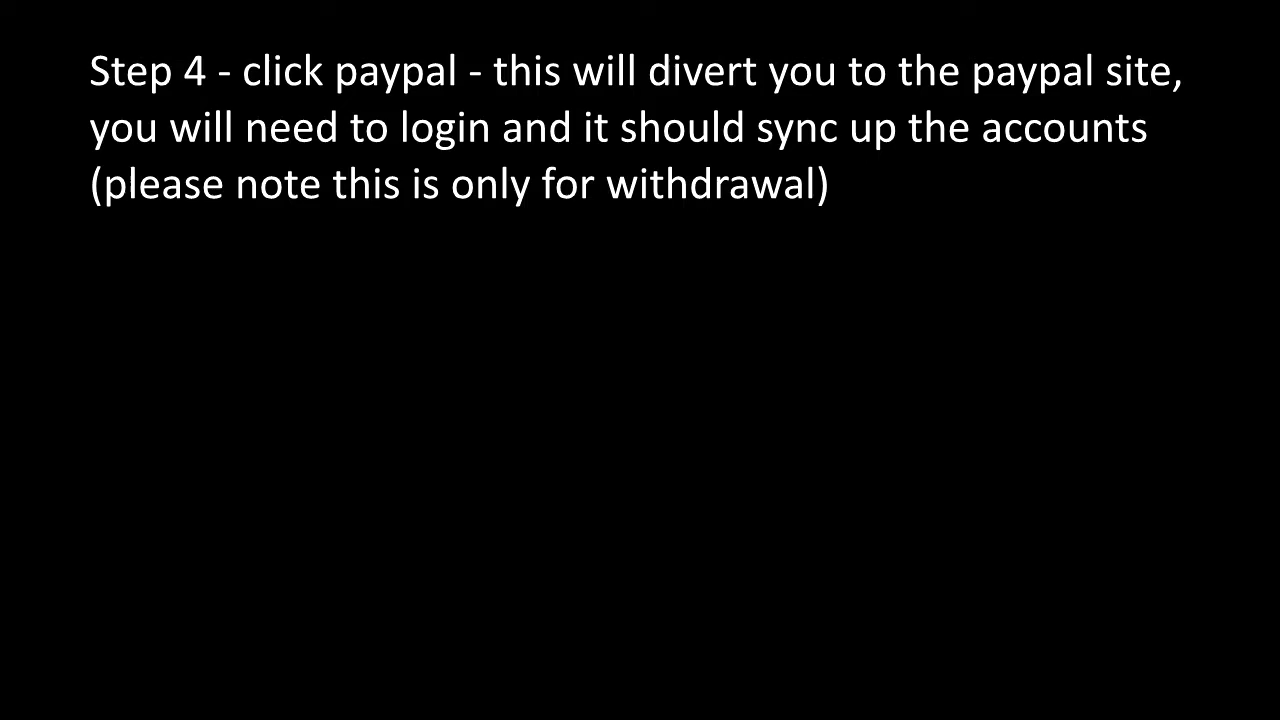 Step 4 - click paypal - this will divert you to the paypal site,
you will need to login and it should sync up the accounts
(please note this is only for withdrawal)